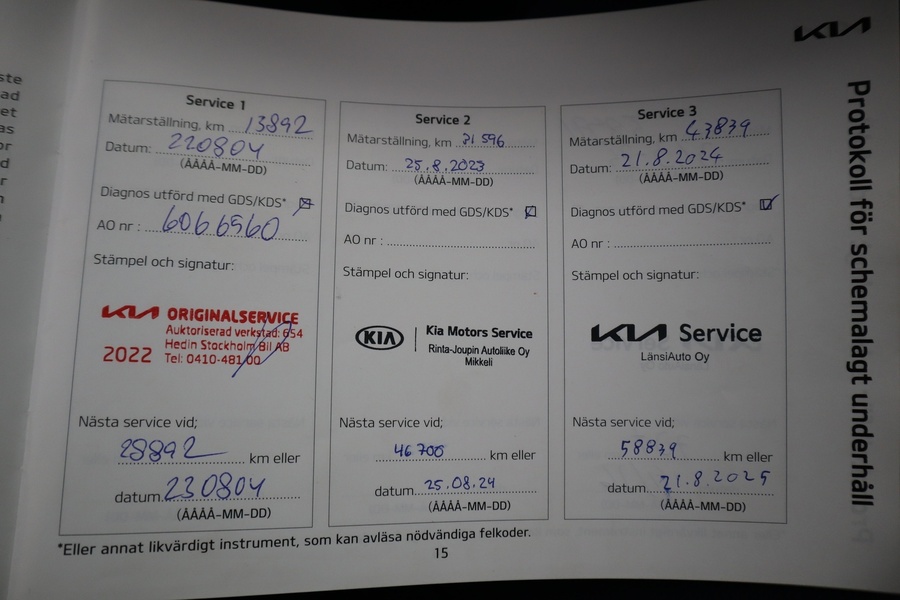 KIA
Protokoll för schemalagt underhåll
Service 1
Mätarställning, km 13892
Datum: 220804
(ÅÅÅÅ-MM-DD)
Diagnos utförd med GDS/KDS*
AO nr : 6066560
Stämpel och signatur:
KIA ORIGINALSERVICE
Auktoriserad verkstad: 654
Hedin Stockholm Bil AB
2022 Tel: 0410-481 00
Nästa service vid;
28892 km eller
datum. 230804
(ÅÅÅÅ-MM-DD)
Service 2
Mätarställning, km 31596
Datum: 25.8.2023
(ÅÅÅÅ-MM-DD)
Diagnos utförd med GDS/KDS*
AO nr :
Stämpel och signatur:
KIA Kia Motors Service
Rinta-Joupin Autoliike Oy
Mikkeli
Nästa service vid;
46700 km eller
datum. 25.08.24
(ÅÅÅÅ-MM-DD)
Service 3
Mätarställning, km 43839
Datum: 21.8.2024
(ÅÅÅÅ-MM-DD)
Diagnos utförd med GDS/KDS*
AO nr :
Stämpel och signatur:
KIA Service
LänsiAuto Oy
Nästa service vid;
58839 km eller
datum. 21.8.2025
(ÅÅÅÅ-MM-DD)
*Eller annat likvärdigt instrument, som kan avläsa nödvändiga felkoder.
15